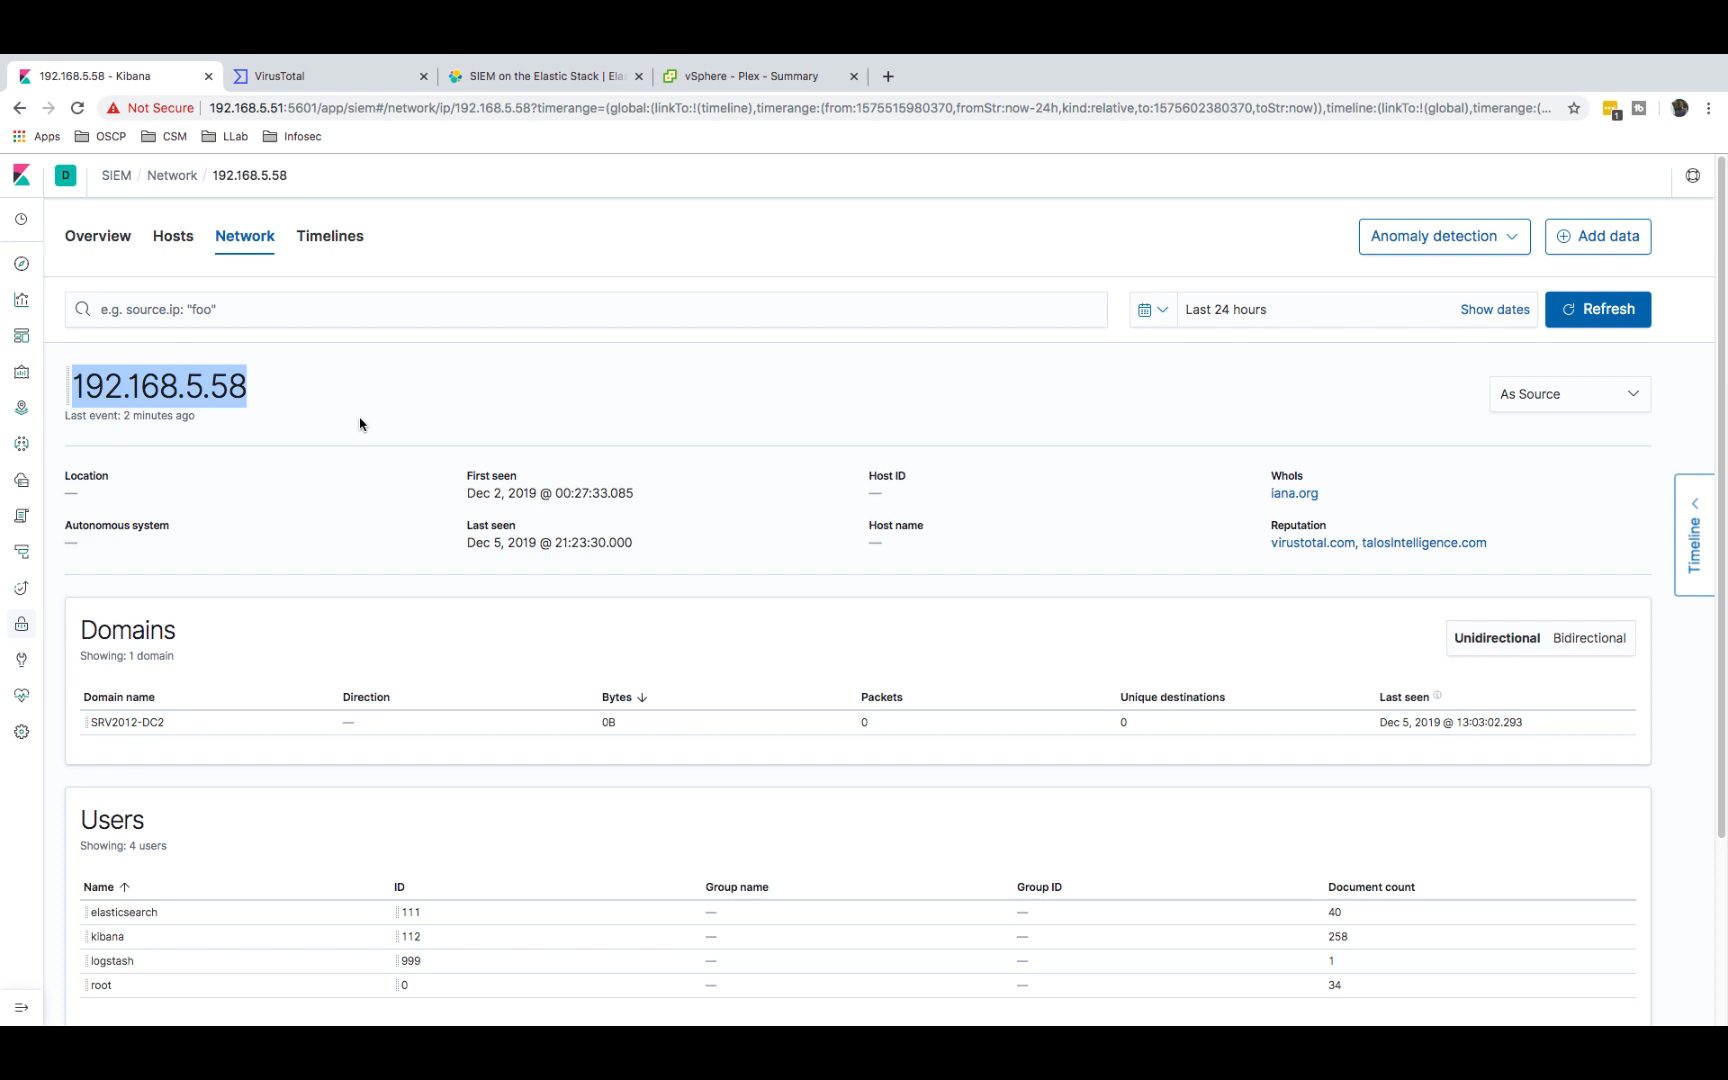 192.168.5.58 - Kibana
VirusTotal
SIEM on the Elastic Stack | Ela
vSphere - Plex - Summary
Not Secure
192.168.5.51:5601/app/siem#/network/ip/192.168.5.58?timerange=(global:(linkTo:!(timeline),timerange:(from:1575515980370,fromStr:now-24h,kind:relative,to:1575602380370,toStr:now)),timeline:(linkTo:!(global),timerange:(...
1
Apps
OSCP
CSM
LLab
Infosec
D
SIEM / Network / 192.168.5.58
Overview
Hosts
Network
Timelines
Anomaly detection
Add data
e.g. source.ip: "foo"
Last 24 hours
Show dates
Refresh
192.168.5.58
Last event: 2 minutes ago
As Source
Location
First seen
Host ID
WhoIs
—
Dec 2, 2019 @ 00:27:33.085
—
iana.org
Autonomous system
Last seen
Host name
Reputation
—
Dec 5, 2019 @ 21:23:30.000
—
virustotal.com, talosIntelligence.com
Timeline
Domains
Showing: 1 domain
Unidirectional
Bidirectional
Domain name Direction Bytes Packets Unique destinations Last seen
SRV2012-DC2 — 0B 0 0 Dec 5, 2019 @ 13:03:02.293
Users
Showing: 4 users
Name ID Group name Group ID Document count
elasticsearch 111 — — 40
kibana 112 — — 258
logstash 999 — — 1
root 0 — — 34